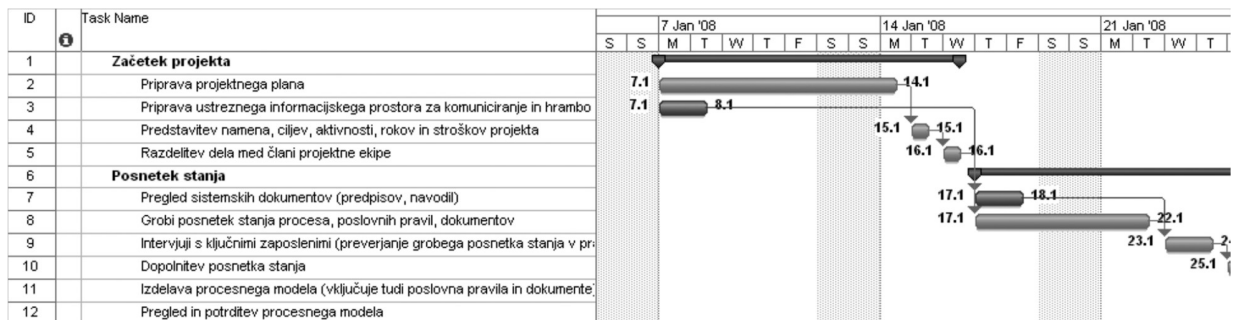 ID Task Name 7 Jan '08 14 Jan '08 21 Jan '08
S S M T W T F S S M T W T F S S M T W T
1 Začetek projekta
2 Priprava projektnega plana 7.1 14.1
3 Priprava ustreznega informacijskega prostora za komuniciranje in hrambo 7.1 8.1
4 Predstavitev namena, ciljev, aktivnosti, rokov in stroškov projekta 15.1 15.1
5 Razdelitev dela med člani projektne ekipe 16.1 16.1
6 Posnetek stanja
7 Pregled sistemskih dokumentov (predpisov, navodil) 17.1 18.1
8 Grobi posnetek stanja procesa, poslovnih pravil, dokumentov 17.1 22.1
9 Intervjuji s ključnimi zaposlenimi (preverjanje grobega posnetka stanja v 23.1
10 Dopolnitev posnetka stanja 25.1
11 Izdelava procesnega modela (vključuje tudi poslovna pravila in dokumente)
12 Pregled in potrditev procesnega modela